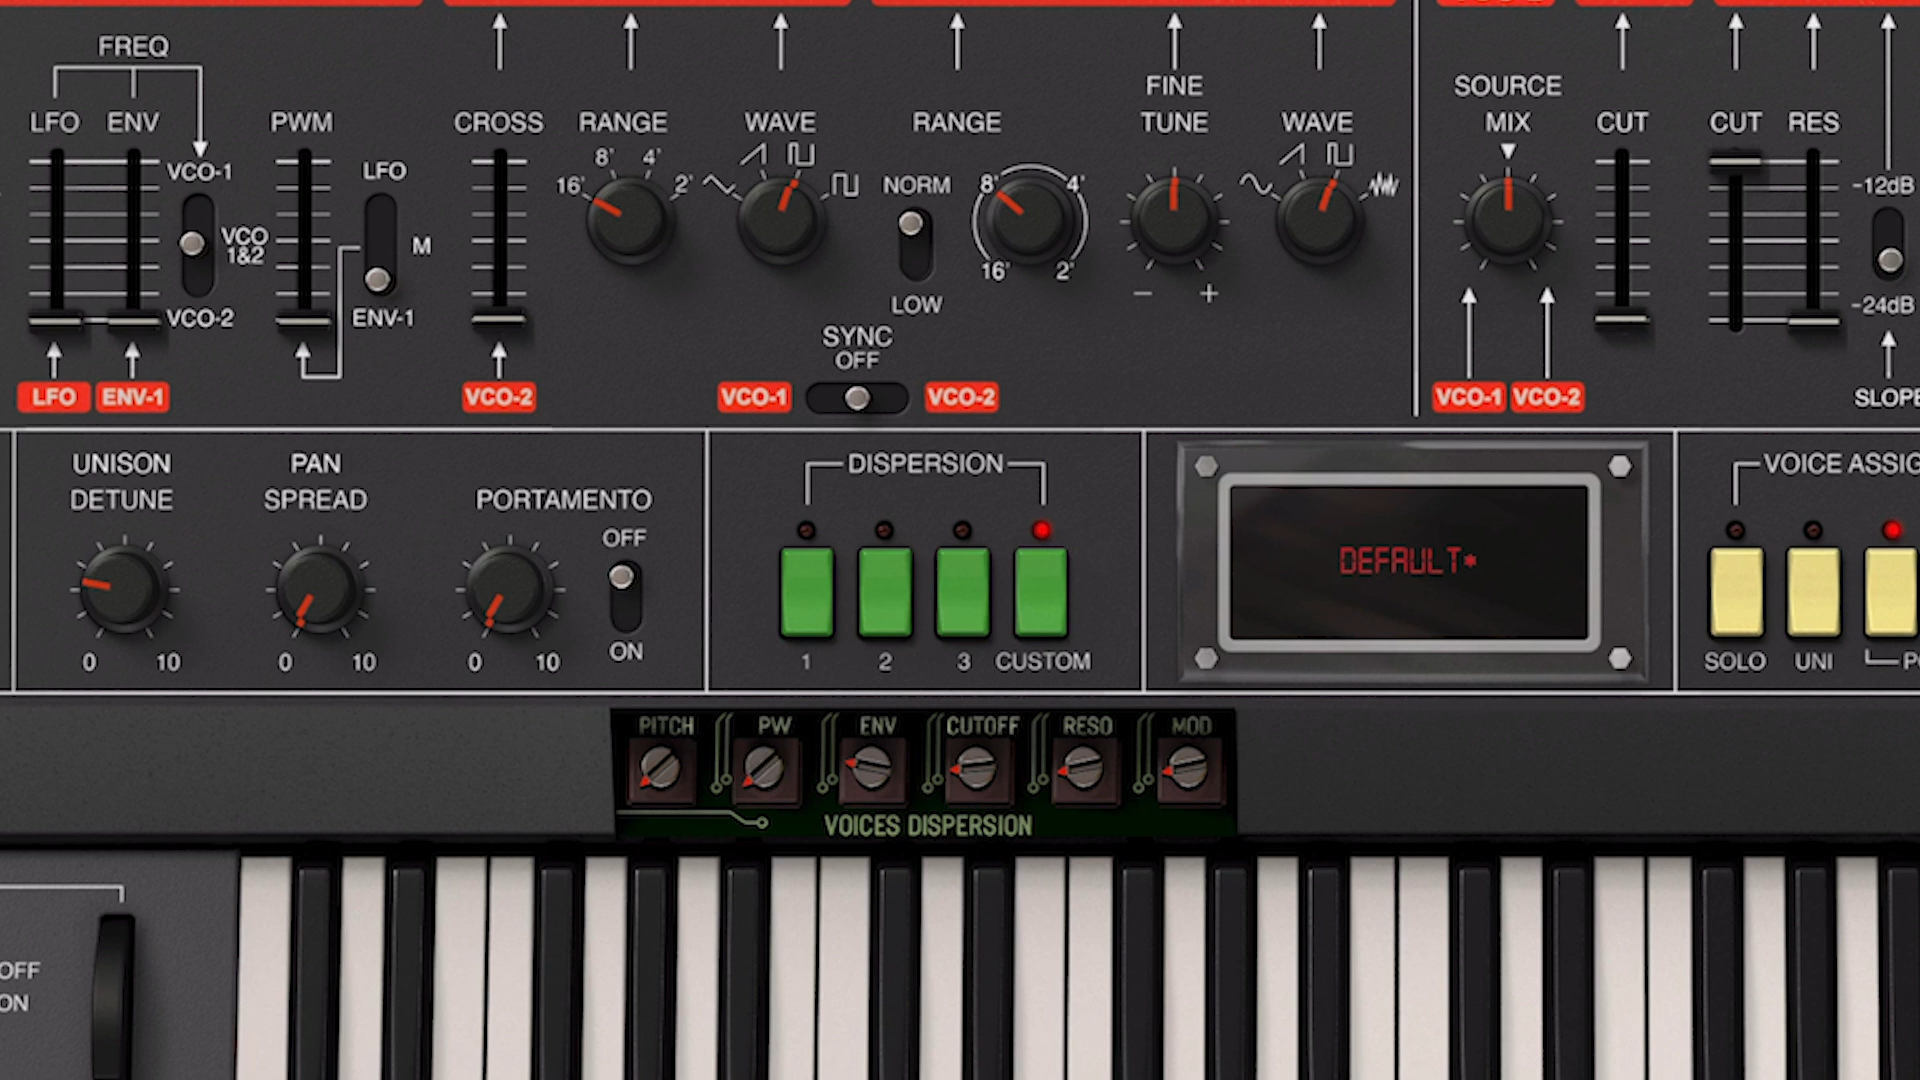 FREQ
LFO ENV
VCO-1
VCO
1&2
VCO-2
PWM
LFO
M
ENV-1
LFO ENV-1
CROSS
VCO-2
RANGE
16' 8' 4' 2'
WAVE
RANGE
NORM
LOW
8' 4'
16' 2'
SYNC
OFF
VCO-1 VCO-2
FINE
TUNE
- +
WAVE
SOURCE
MIX
VCO-1 VCO-2
CUT
CUT RES
-12dB
-24dB
SLOPE
UNISON
DETUNE
0 10
PAN
SPREAD
0 10
PORTAMENTO
0 10
OFF
ON
DISPERSION
1 2 3 CUSTOM
DEFAULT*
VOICE ASSIG
SOLO UNI
PITCH PW ENV CUTOFF RESO MOD
VOICES DISPERSION
OFF
ON